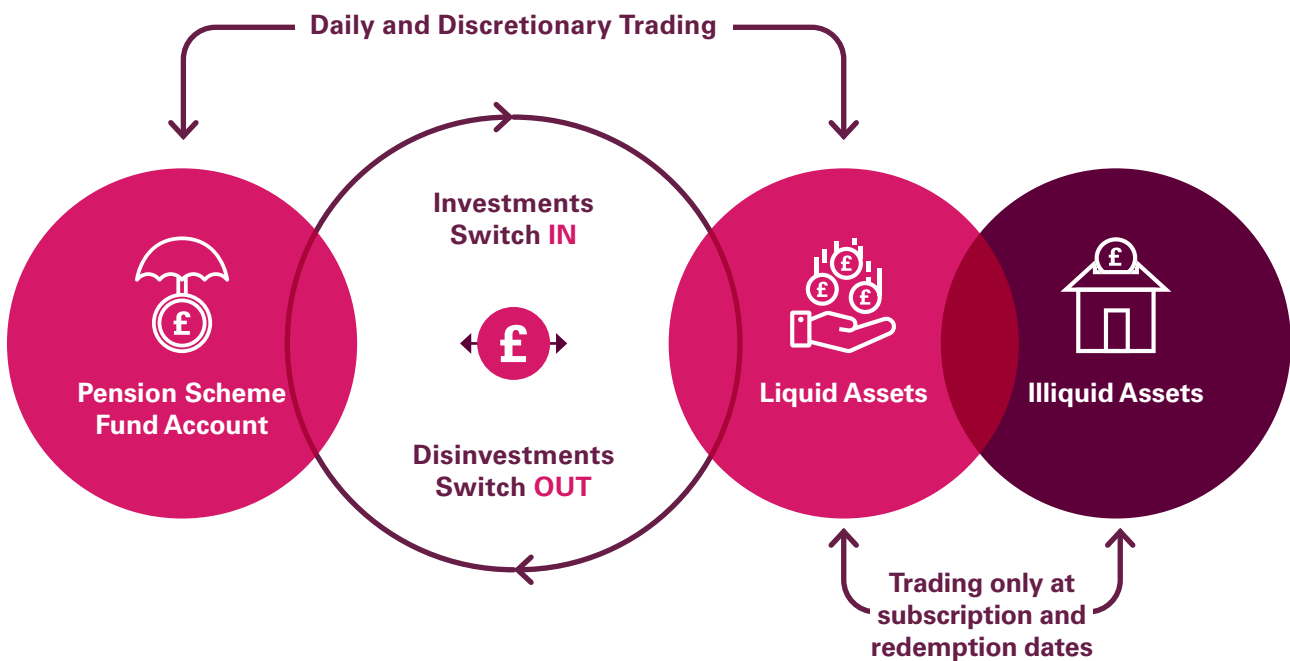 Daily and Discretionary Trading
Investments
Switch IN
£
Disinvestments
Switch OUT
£
Pension Scheme
Fund Account
£
£
£
Liquid Assets
£
Illiquid Assets
Trading only at
subscription and
redemption dates